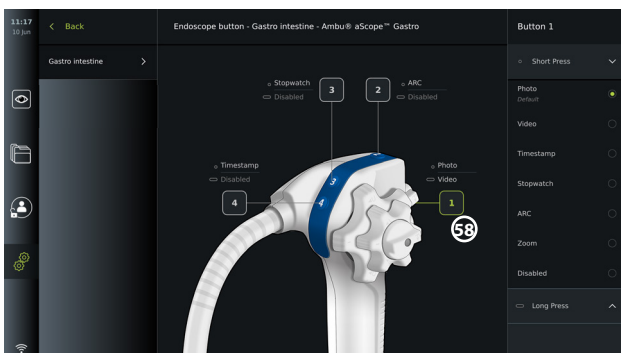 11:17
10 Jun
Back
Endoscope button - Gastro intestine - Ambu® aScope™ Gastro
Button 1
Gastro intestine
Short Press
Stopwatch
Disabled
3
2
ARC
Disabled
Photo
Default
Video
Timestamp
Disabled
4
3
4
Photo
Video
1
58
Timestamp
Stopwatch
ARC
Zoom
Disabled
Long Press